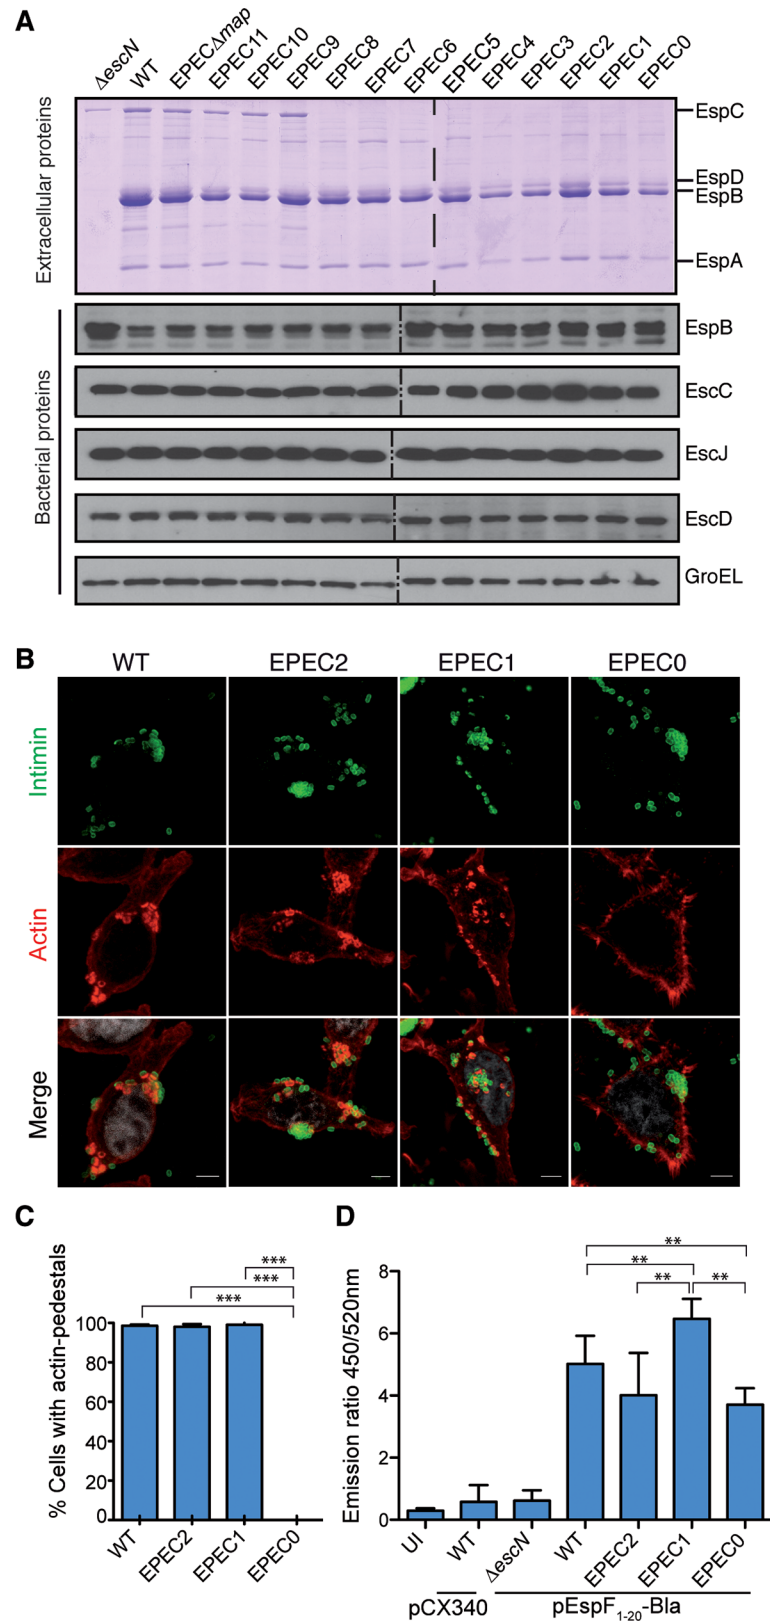 A
ΔescN WT EPECΔmap EPEC11 EPEC10 EPEC9 EPEC8 EPEC7 EPEC6 EPEC5 EPEC4 EPEC3 EPEC2 EPEC1 EPEC0
Extracellular proteins
EspC
EspD
EspB
EspA
Bacterial proteins
EspB
EscC
EscJ
EscD
GroEL
B
WT EPEC2 EPEC1 EPEC0
Intimin
Actin
Merge
C
% Cells with actin-pedestals
100
80
60
40
20
0
***
***
***
WT EPEC2 EPEC1 EPEC0
D
Emission ratio 450/520nm
8
6
4
2
0
**
**
** **
UI WT ΔescN WT EPEC2 EPEC1 EPEC0
pCX340 pEspF1-20-Bla